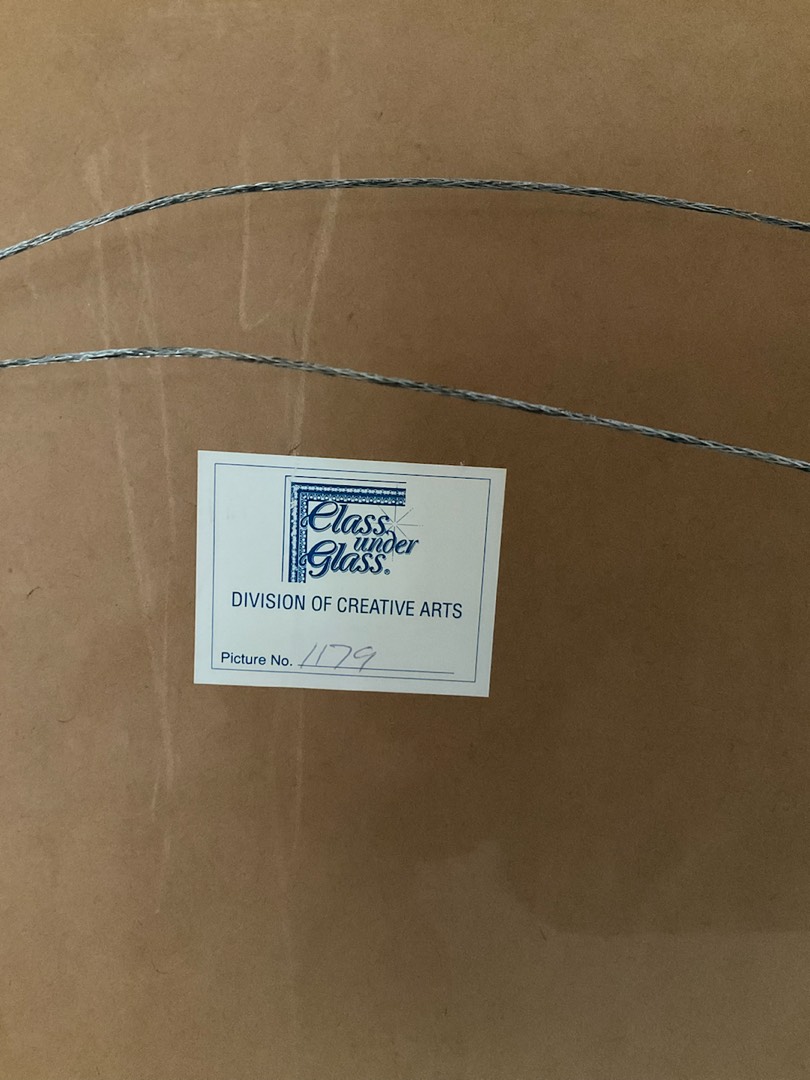 Class
under
Glass®
DIVISION OF CREATIVE ARTS
Picture No. 1179